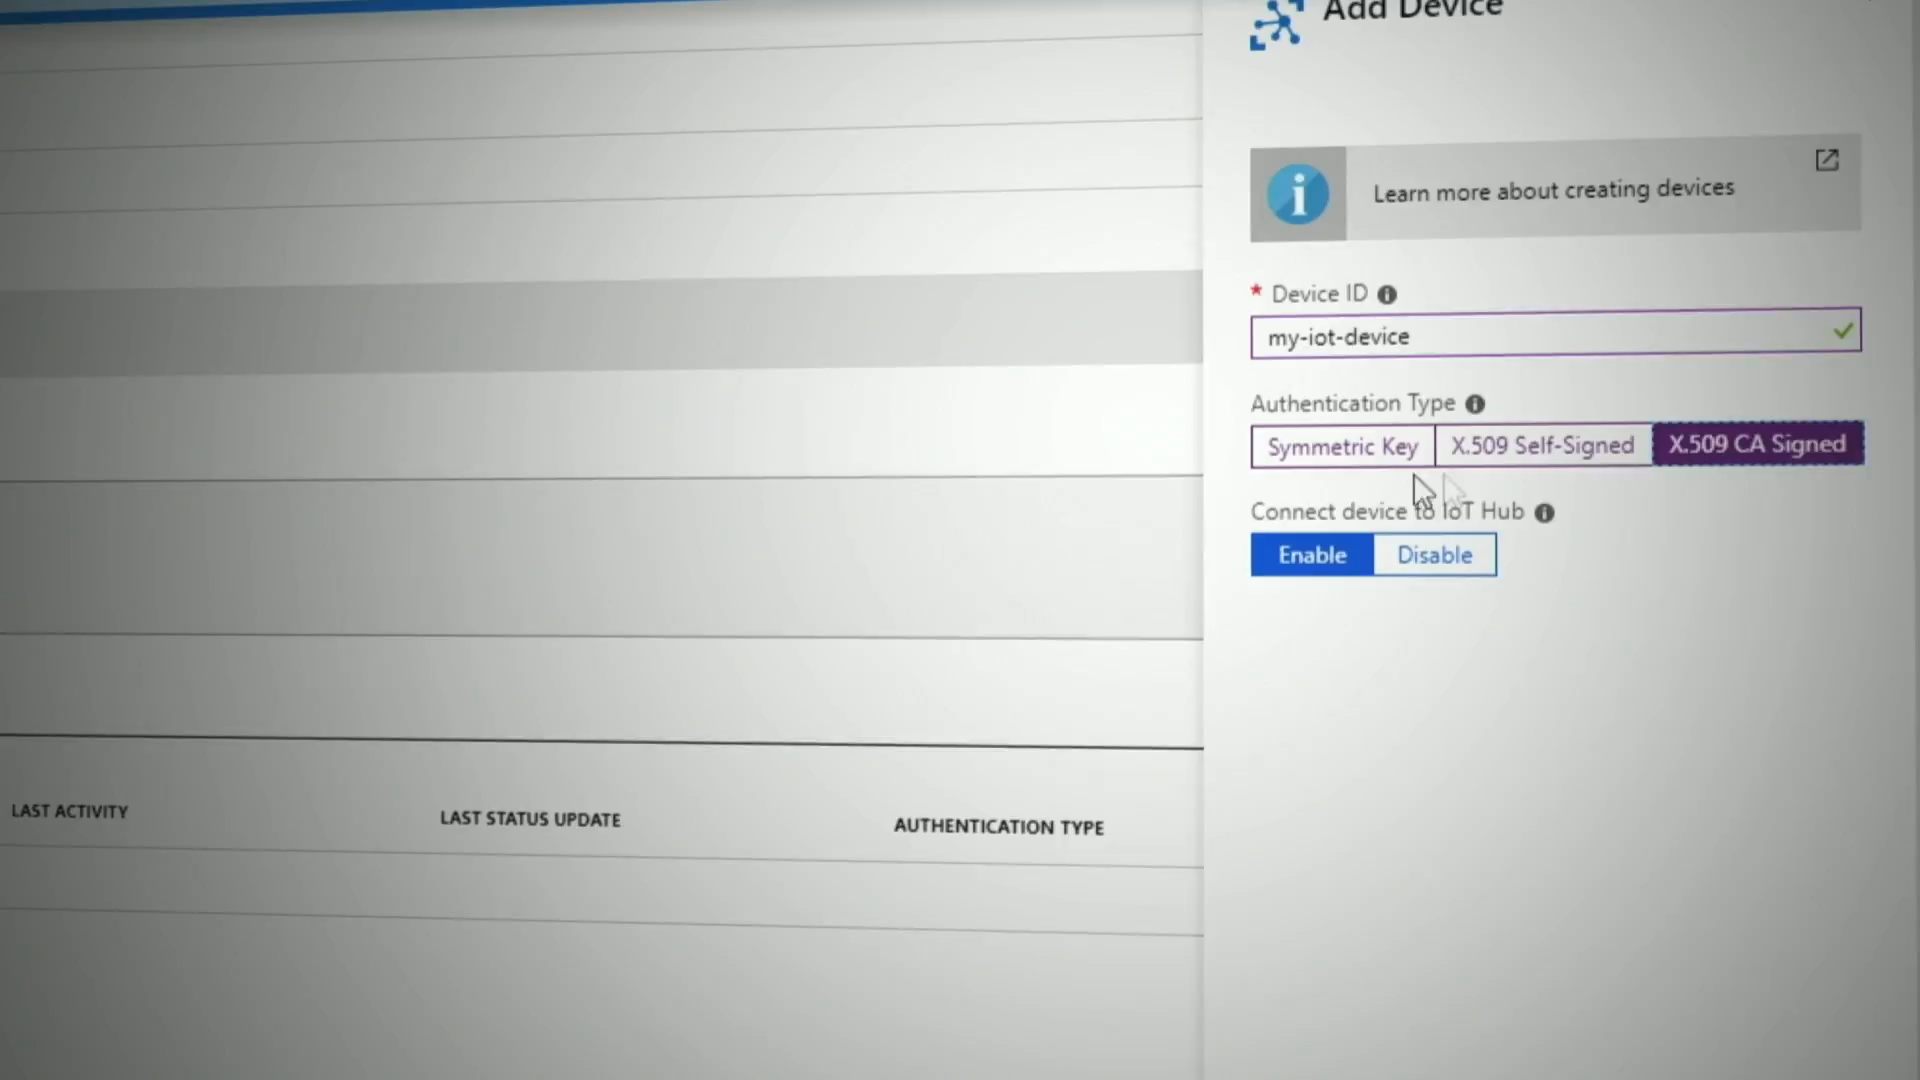 Add Device
Learn more about creating devices
* Device ID
my-iot-device
Authentication Type
Symmetric Key
X.509 Self-Signed
X.509 CA Signed
Connect device to IoT Hub
Enable
Disable
LAST ACTIVITY
LAST STATUS UPDATE
AUTHENTICATION TYPE